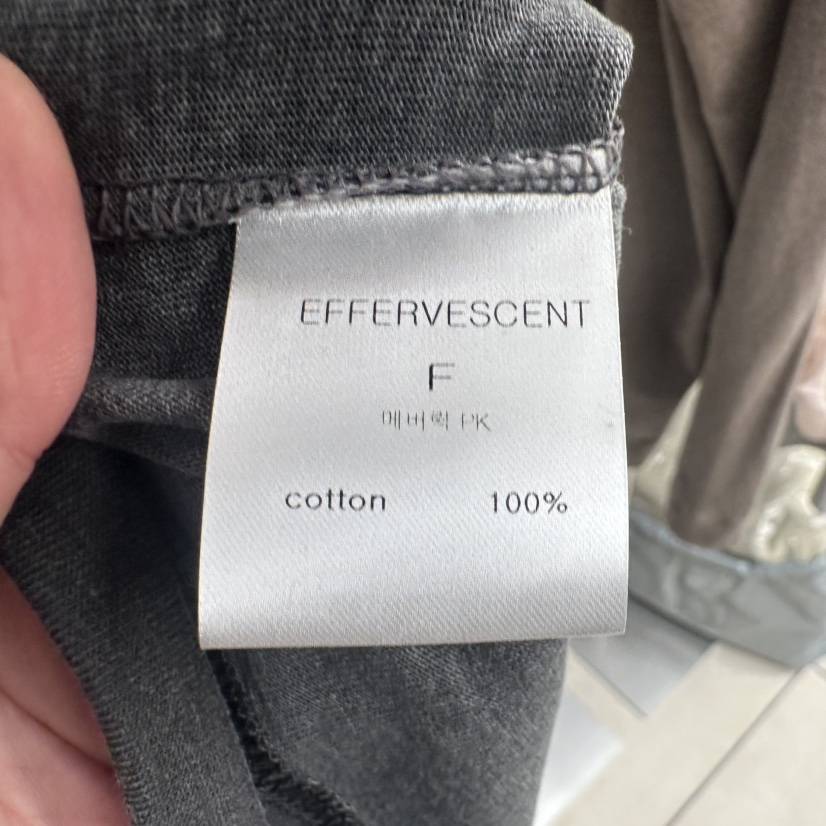 EFFERVESCENT
F
메버릭 PK
cotton 100%